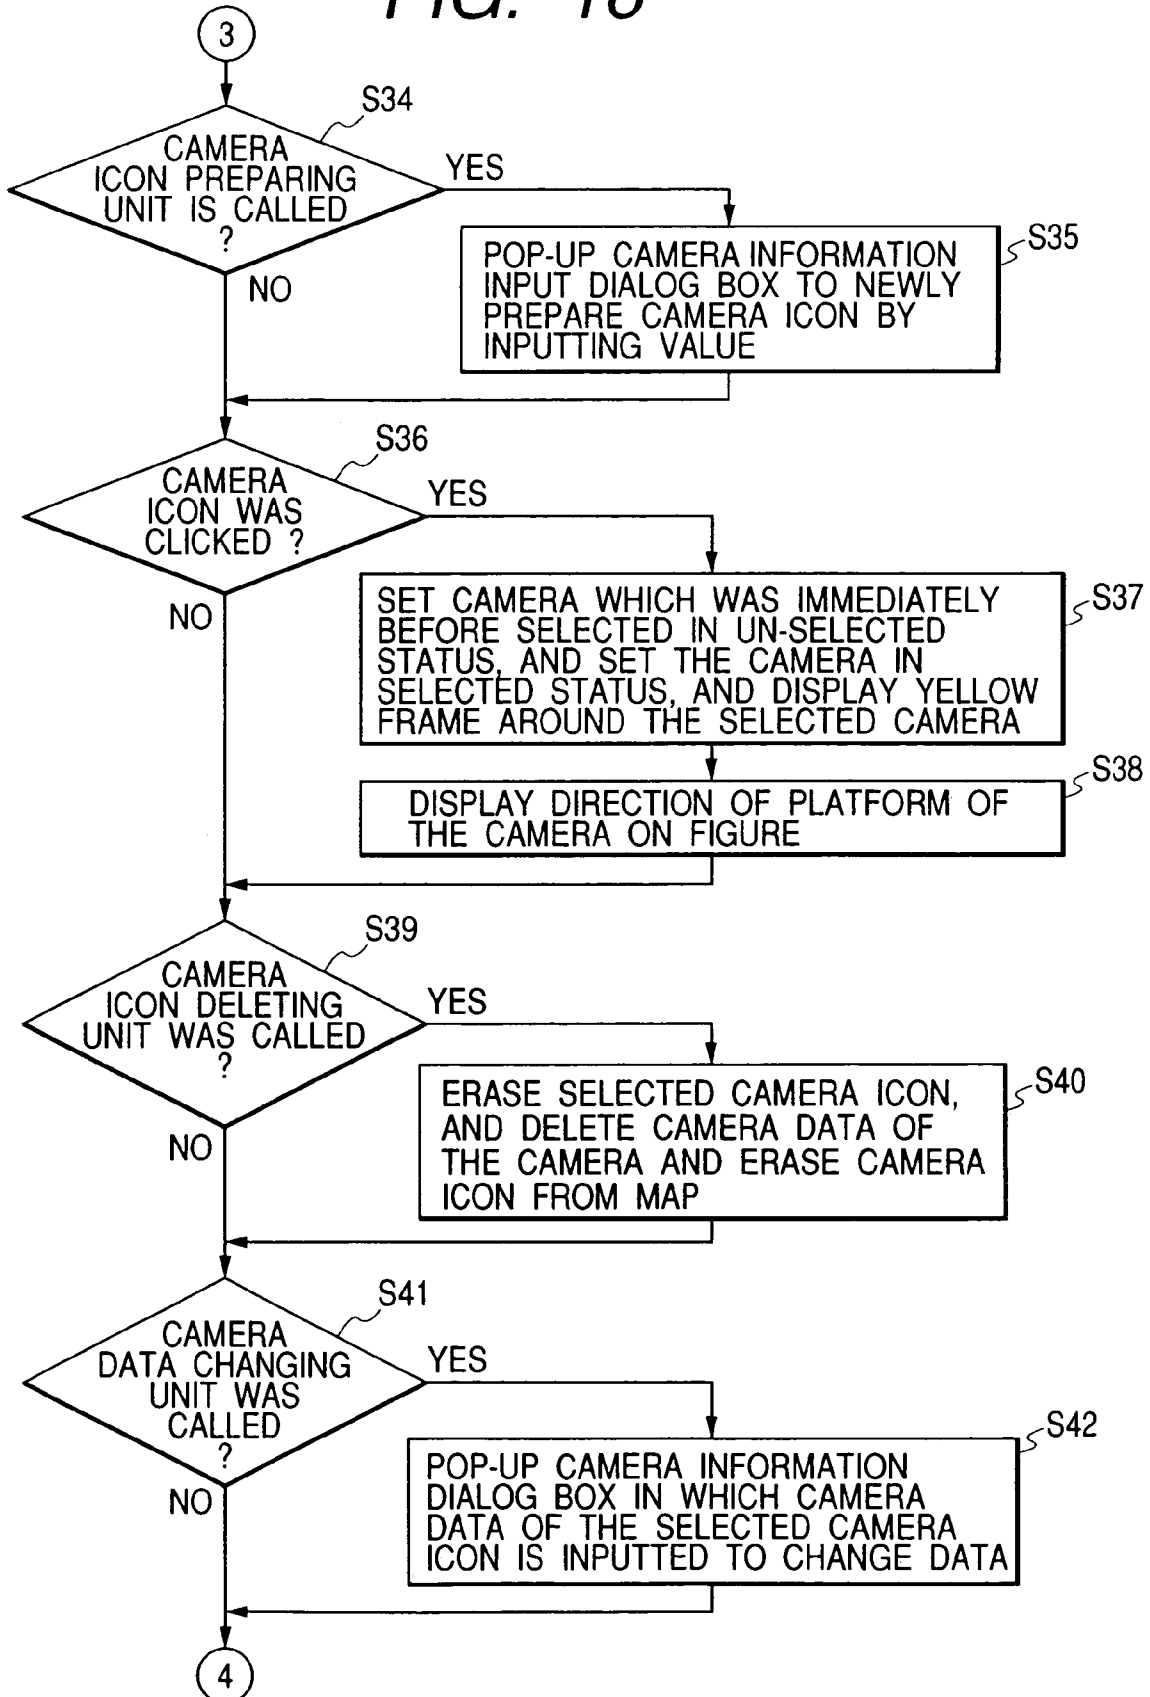 3
S34
CAMERA
ICON PREPARING
UNIT IS CALLED
?
YES
NO
S35
POP-UP CAMERA INFORMATION
INPUT DIALOG BOX TO NEWLY
PREPARE CAMERA ICON BY
INPUTTING VALUE
S36
CAMERA
ICON WAS
CLICKED ?
YES
NO
S37
SET CAMERA WHICH WAS IMMEDIATELY
BEFORE SELECTED IN UN-SELECTED
STATUS, AND SET THE CAMERA IN
SELECTED STATUS, AND DISPLAY YELLOW
FRAME AROUND THE SELECTED CAMERA
S38
DISPLAY DIRECTION OF PLATFORM OF
THE CAMERA ON FIGURE
S39
CAMERA
ICON DELETING
UNIT WAS CALLED
?
YES
NO
S40
ERASE SELECTED CAMERA ICON,
AND DELETE CAMERA DATA OF
THE CAMERA AND ERASE CAMERA
ICON FROM MAP
S41
CAMERA
DATA CHANGING
UNIT WAS
CALLED
?
YES
NO
S42
POP-UP CAMERA INFORMATION
DIALOG BOX IN WHICH CAMERA
DATA OF THE SELECTED CAMERA
ICON IS INPUTTED TO CHANGE DATA
4